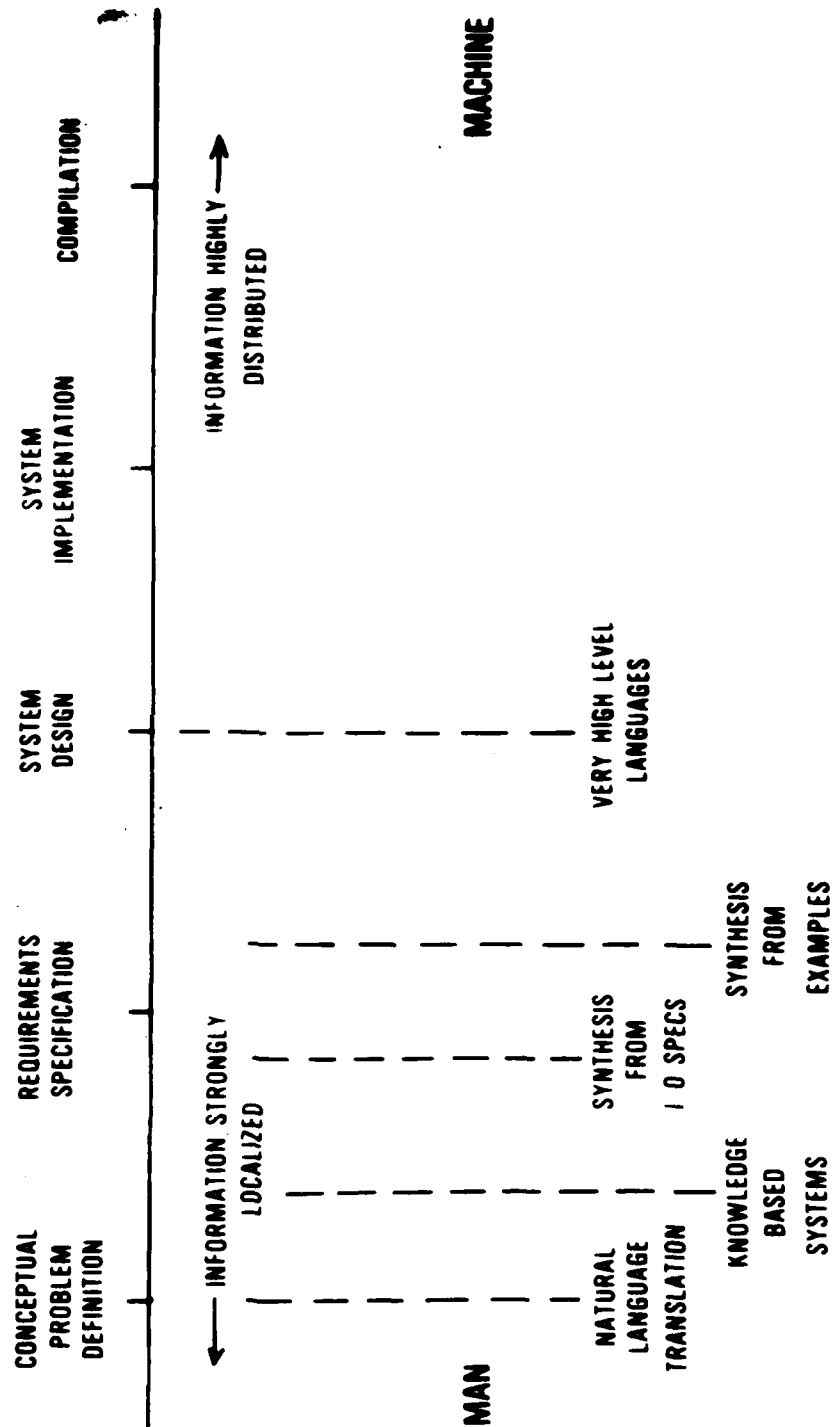 CONCEPTUAL
PROBLEM
DEFINITION
REQUIREMENTS
SPECIFICATION
SYSTEM
DESIGN
SYSTEM
IMPLEMENTATION
COMPILATION
INFORMATION STRONGLY
LOCALIZED
INFORMATION HIGHLY
DISTRIBUTED
MAN
MACHINE
NATURAL
LANGUAGE
TRANSLATION
KNOWLEDGE
BASED
SYSTEMS
SYNTHESIS
FROM
I O SPECS
SYNTHESIS
FROM
EXAMPLES
VERY HIGH LEVEL
LANGUAGES